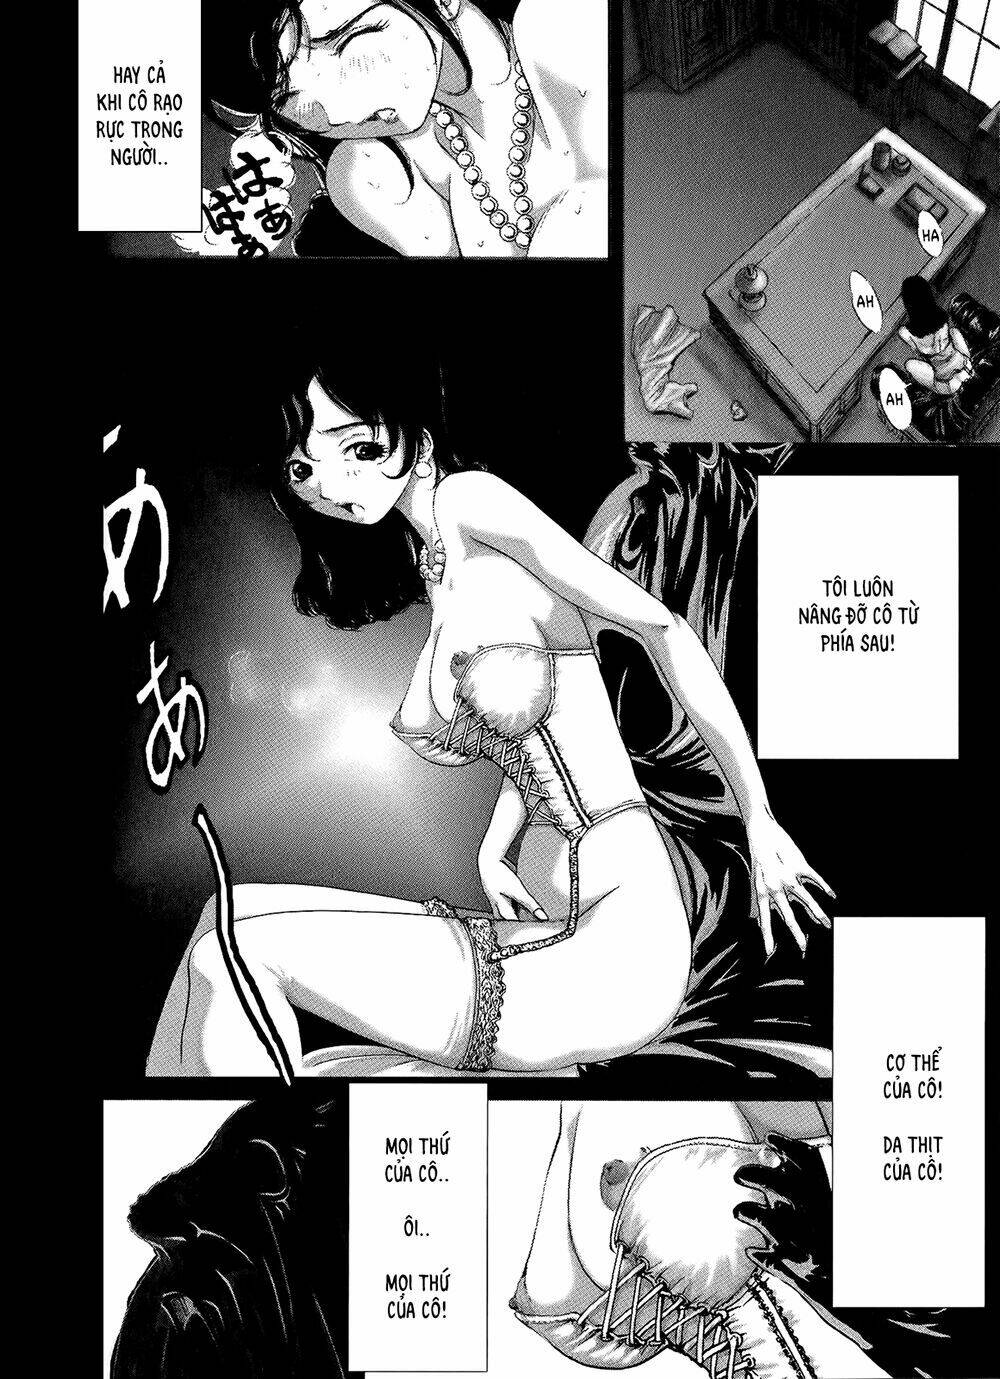 HAY CẢ
KHI CÔ RẠO
RỰC TRONG
NGƯỜI..
はぁ
はぁ
HA
AH
AH
TÔI LUÔN
NÂNG ĐỠ CÔ TỪ
PHÍA SAU!
CƠ THỂ
CỦA CÔ!
DA THỊT
CỦA CÔ!
MỌI THỨ
CỦA CÔ..
ÔI..
MỌI THỨ
CỦA CÔ!